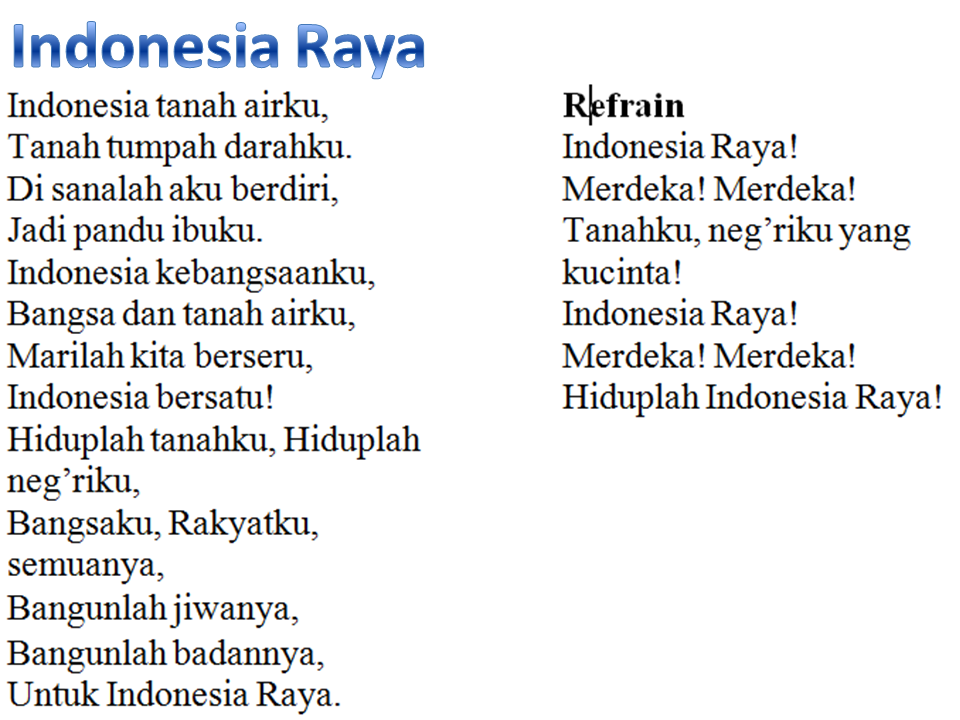 Indonesia Raya
Indonesia tanah airku,
Tanah tumpah darahku.
Di sanalah aku berdiri,
Jadi pandu ibuku.
Indonesia kebangsaanku,
Bangsa dan tanah airku,
Marilah kita berseru,
Indonesia bersatu!
Hiduplah tanahku, Hiduplah
neg’riku,
Bangsaku, Rakyatku,
semuanya,
Bangunlah jiwanya,
Bangunlah badannya,
Untuk Indonesia Raya.
Refrain
Indonesia Raya!
Merdeka! Merdeka!
Tanahku, neg’riku yang
kucinta!
Indonesia Raya!
Merdeka! Merdeka!
Hiduplah Indonesia Raya!